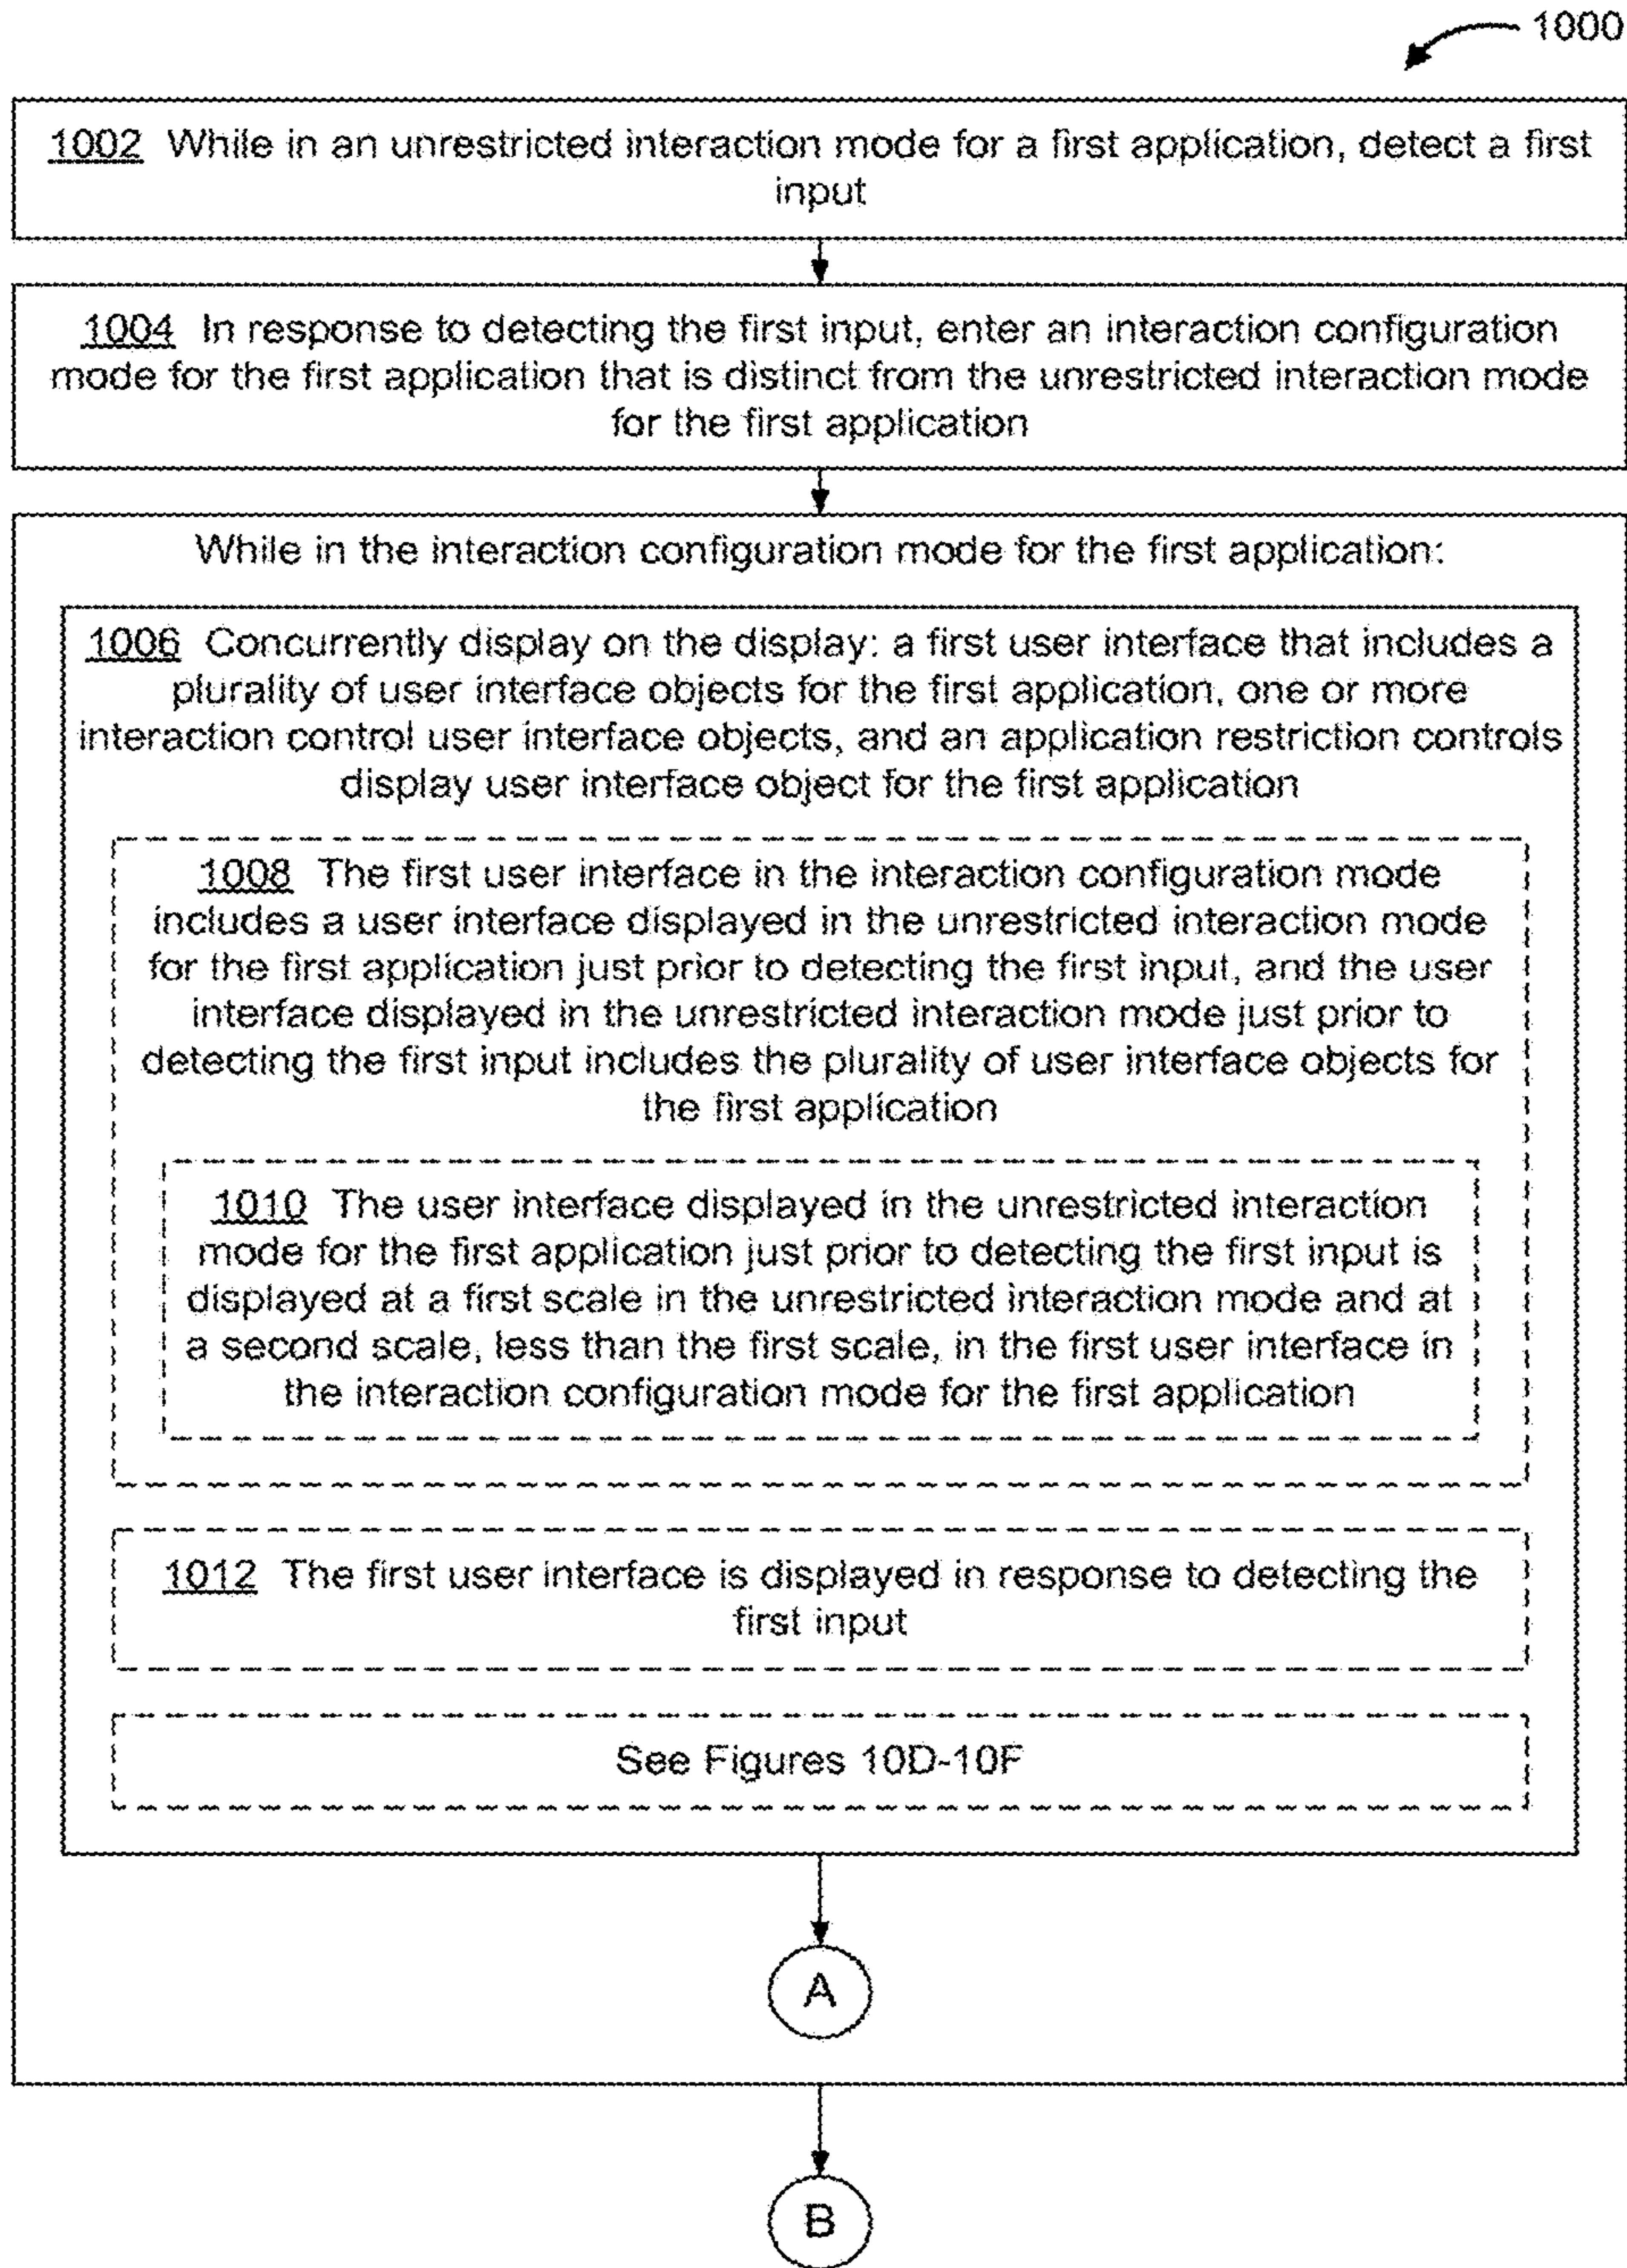 1000
1002 While in an unrestricted interaction mode for a first application, detect a first
input
1004 In response to detecting the first input, enter an interaction configuration
mode for the first application that is distinct from the unrestricted interaction mode
for the first application
While in the interaction configuration mode for the first application:
1006 Concurrently display on the display: a first user interface that includes a
plurality of user interface objects for the first application, one or more
interaction control user interface objects, and an application restriction controls
display user interface object for the first application
1008 The first user interface in the interaction configuration mode
includes a user interface displayed in the unrestricted interaction mode
for the first application just prior to detecting the first input, and the user
interface displayed in the unrestricted interaction mode just prior to
detecting the first input includes the plurality of user interface objects for
the first application
1010 The user interface displayed in the unrestricted interaction
mode for the first application just prior to detecting the first input is
displayed at a first scale in the unrestricted interaction mode and at
a second scale, less than the first scale, in the first user interface in
the interaction configuration mode for the first application
1012 The first user interface is displayed in response to detecting the
first input
See Figures 10D-10F
A
B